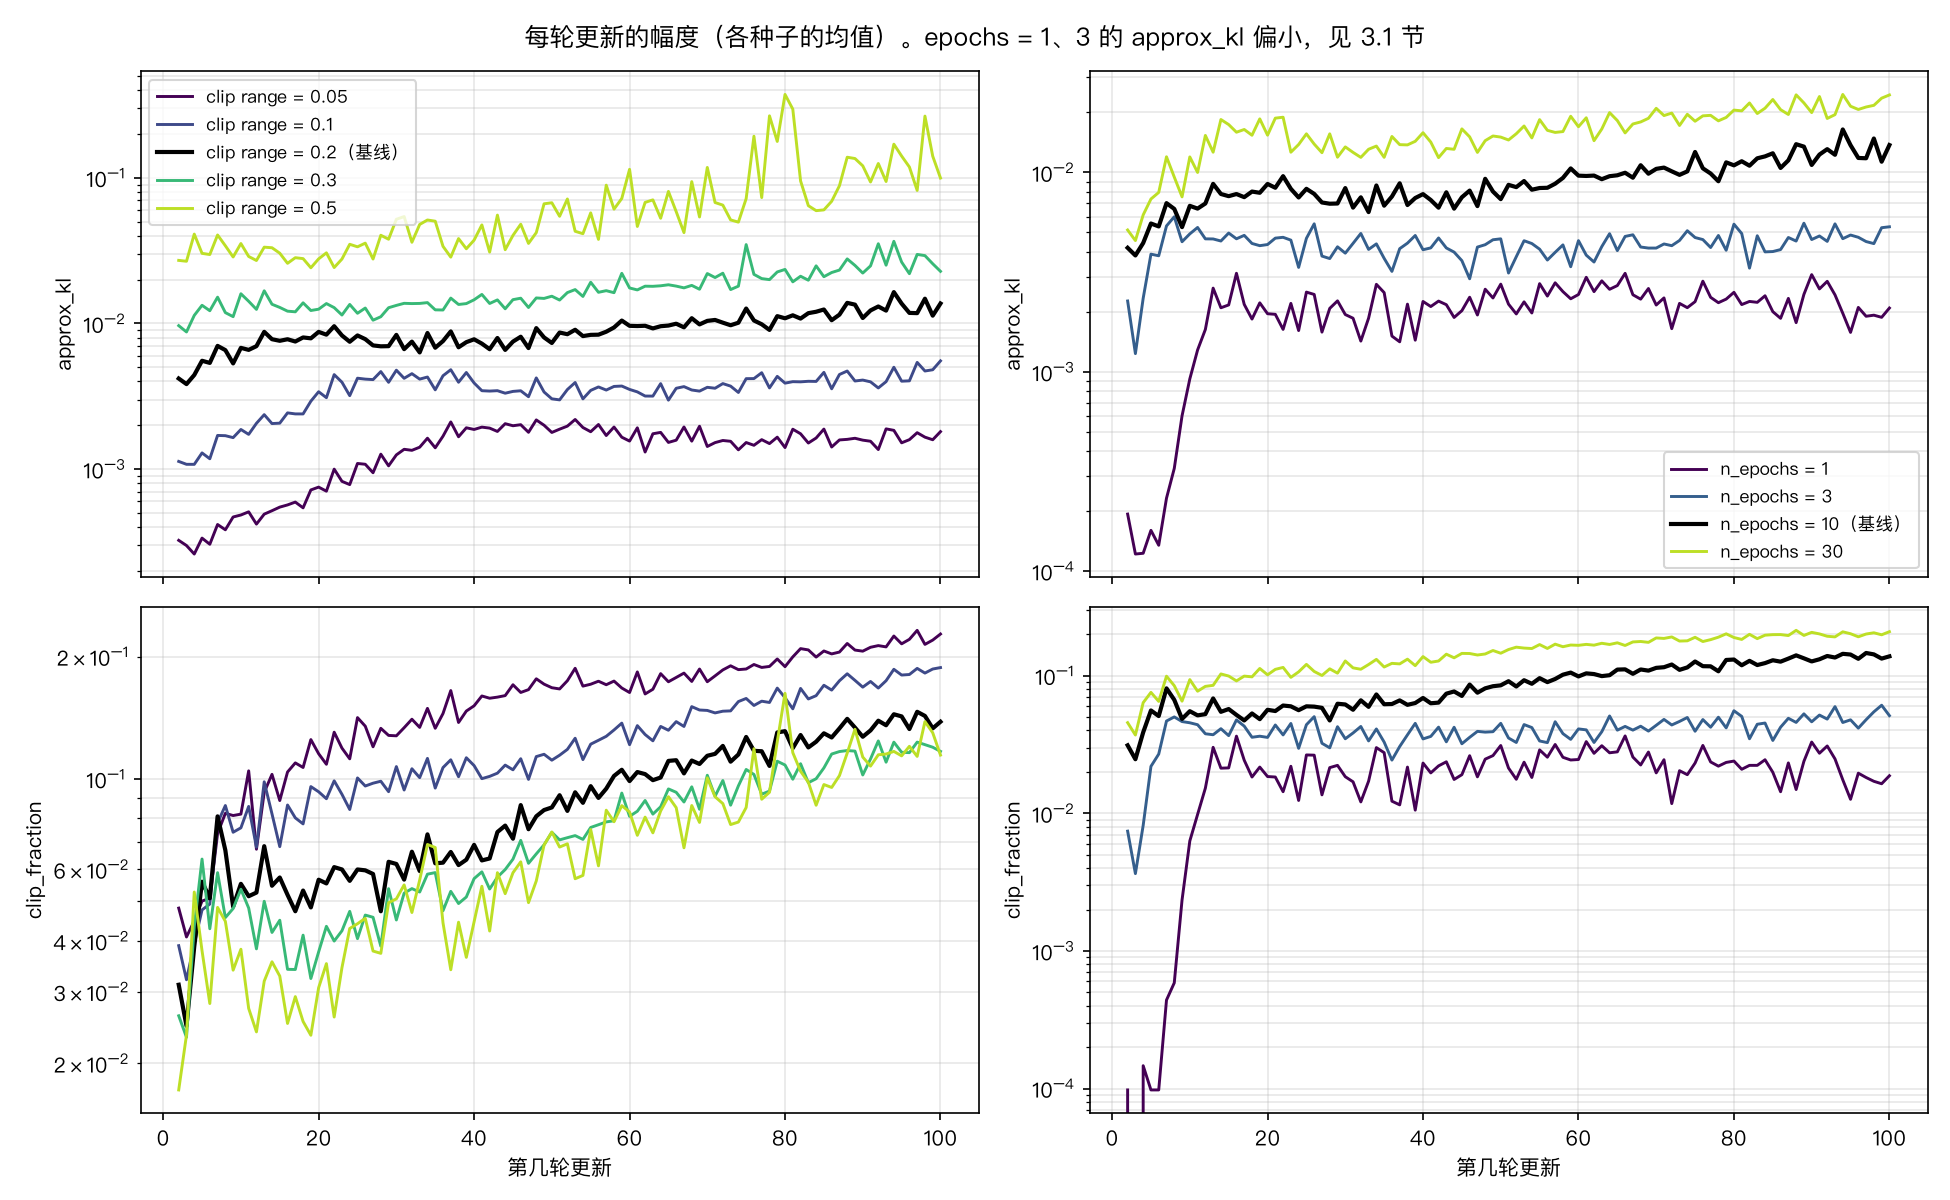 每轮更新的幅度（各种子的均值）。epochs = 1、3 的 approx_kl 偏小，见 3.1 节
clip range = 0.05
clip range = 0.1
clip range = 0.2（基线）
clip range = 0.3
clip range = 0.5
10⁻¹
10⁻²
10⁻³
approx_kl
10⁻²
10⁻³
10⁻⁴
approx_kl
n_epochs = 1
n_epochs = 3
n_epochs = 10（基线）
n_epochs = 30
2 × 10⁻¹
10⁻¹
6 × 10⁻²
4 × 10⁻²
3 × 10⁻²
2 × 10⁻²
clip_fraction
0 20 40 60 80 100
第几轮更新
10⁻¹
10⁻²
10⁻³
10⁻⁴
clip_fraction
0 20 40 60 80 100
第几轮更新